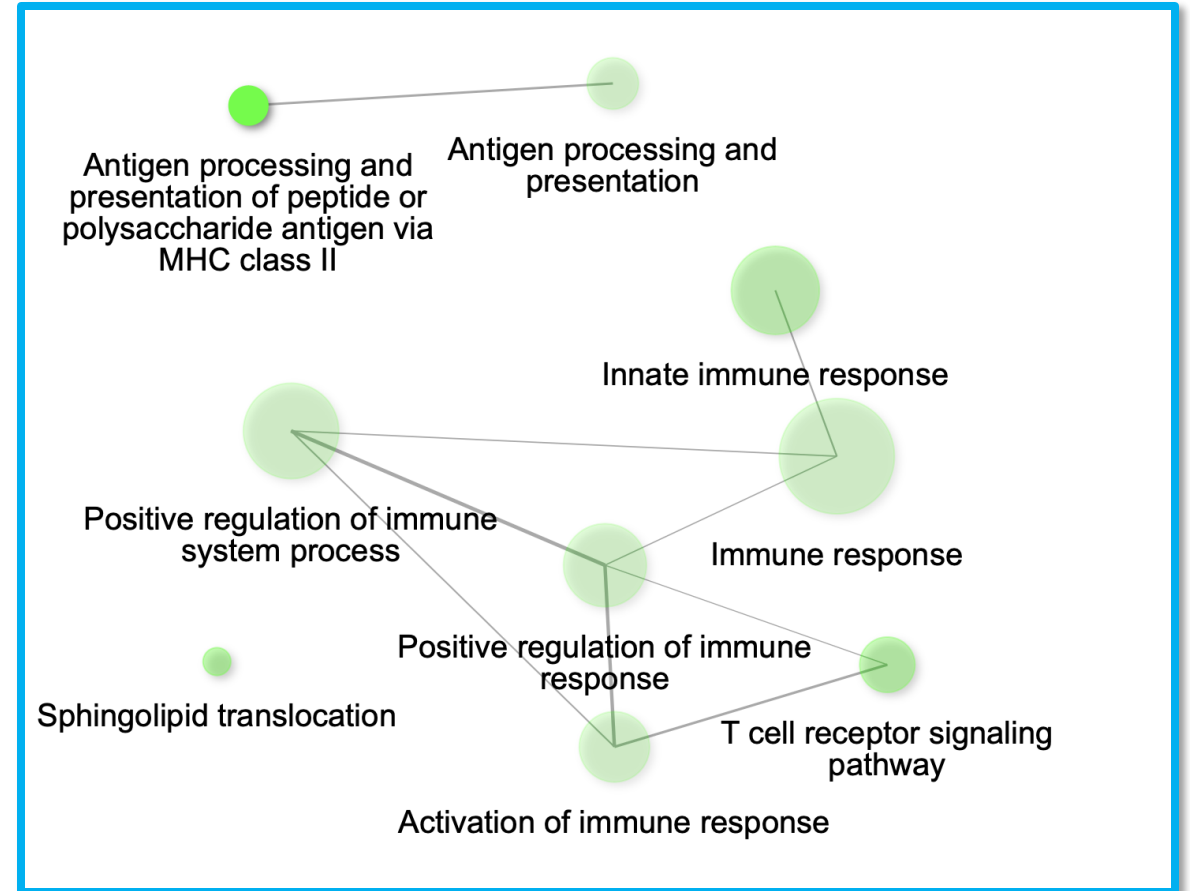 Antigen processing and
presentation of peptide or
polysaccharide antigen via
MHC class II
Antigen processing and
presentation
Innate immune response
Positive regulation of immune
system process
Immune response
Positive regulation of immune
response
Sphingolipid translocation
T cell receptor signaling
pathway
Activation of immune response